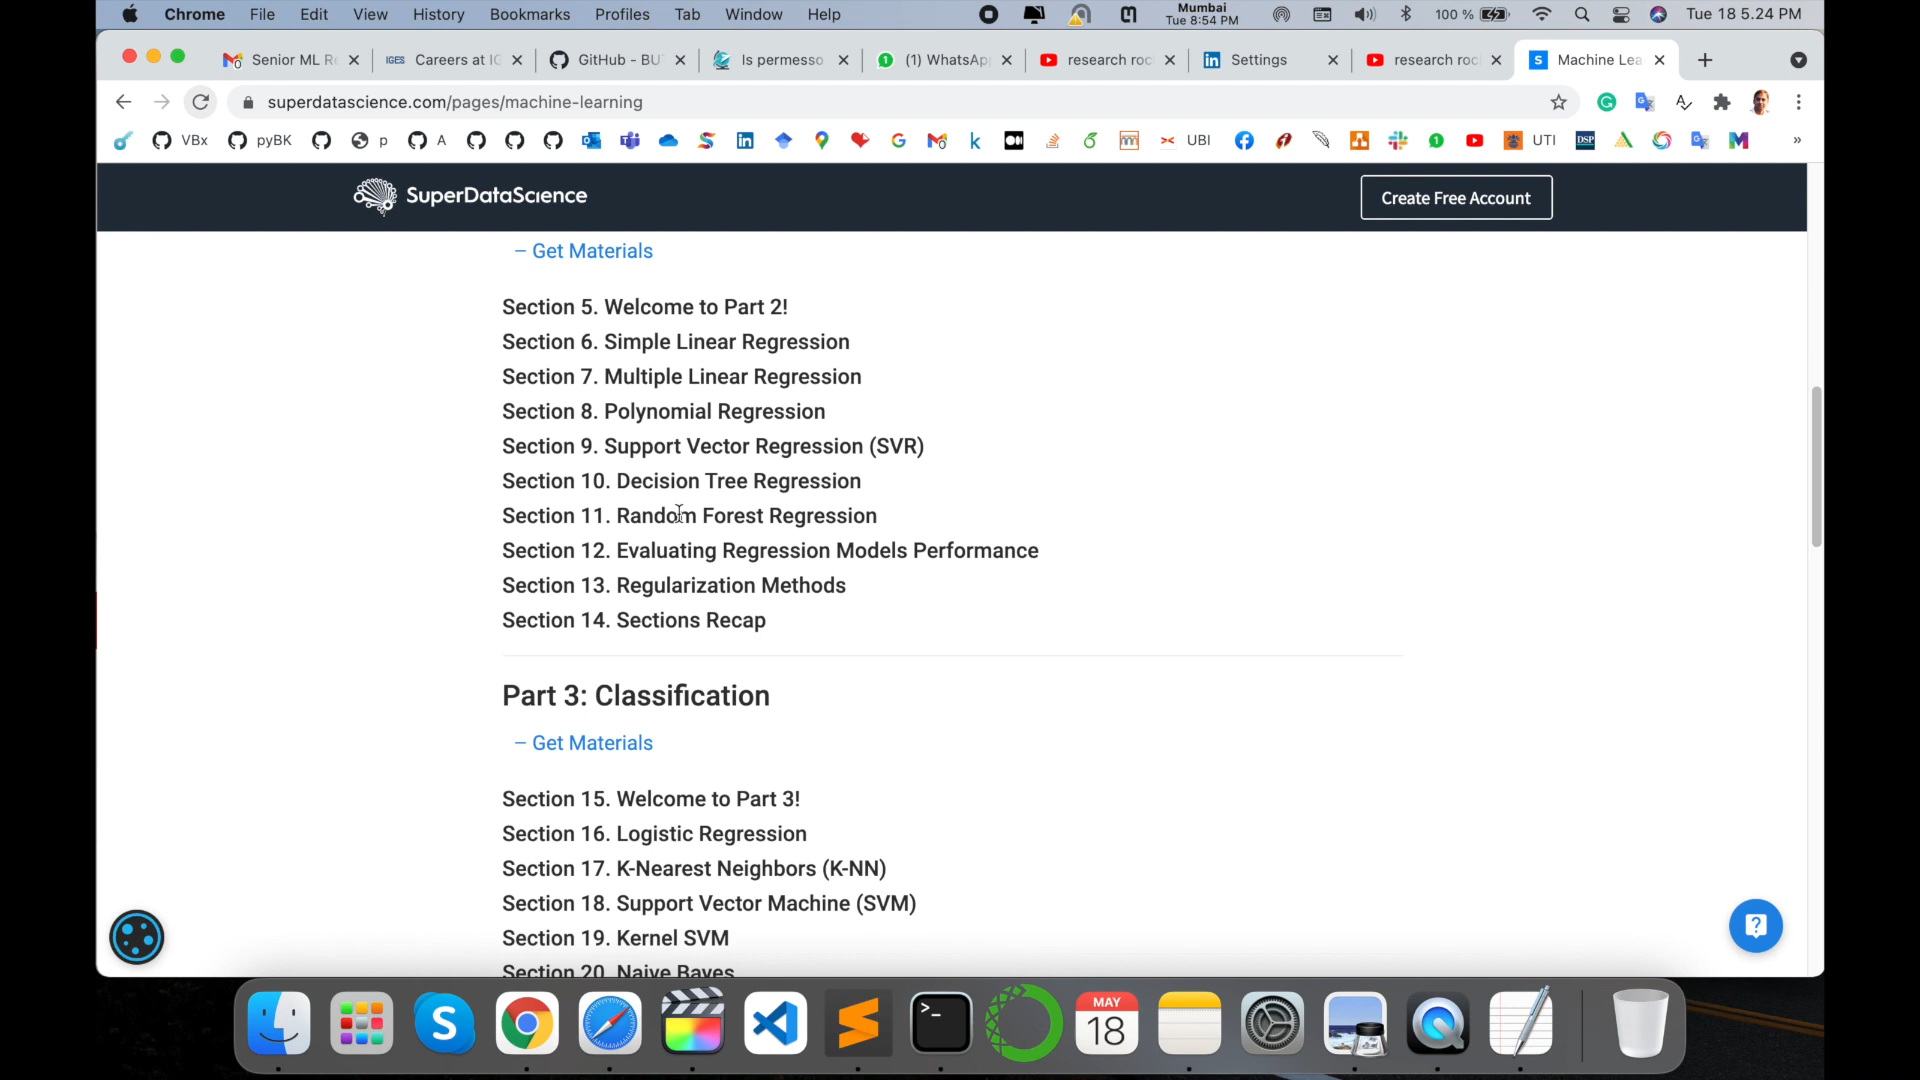 Chrome File Edit View History Bookmarks Profiles Tab Window Help
Mumbai
Tue 8:54 PM
100 %
Tue 18 5.24 PM
Senior ML Re
IGES Careers at IG
GitHub - BU
Is permesso
(1) WhatsAp
research roc
Settings
research roc
Machine Lea
superdatascience.com/pages/machine-learning
VBx
pyBK
p
A
UBI
UTI
DSP
SuperDataScience
Create Free Account
– Get Materials
Section 5. Welcome to Part 2!
Section 6. Simple Linear Regression
Section 7. Multiple Linear Regression
Section 8. Polynomial Regression
Section 9. Support Vector Regression (SVR)
Section 10. Decision Tree Regression
Section 11. Random Forest Regression
Section 12. Evaluating Regression Models Performance
Section 13. Regularization Methods
Section 14. Sections Recap
Part 3: Classification
– Get Materials
Section 15. Welcome to Part 3!
Section 16. Logistic Regression
Section 17. K-Nearest Neighbors (K-NN)
Section 18. Support Vector Machine (SVM)
Section 19. Kernel SVM
Section 20. Naive Bayes
MAY
18